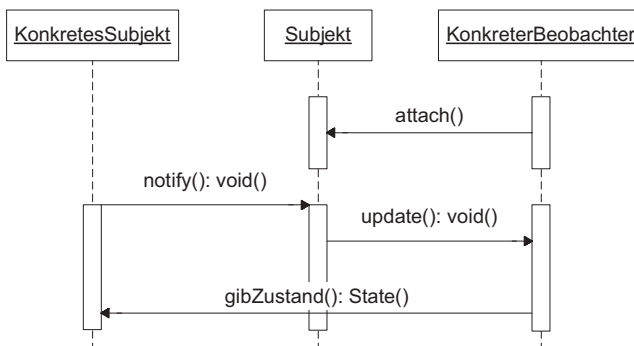 KonkretesSubjekt
Subjekt
KonkreterBeobachter
attach()
notify(): void()
update(): void()
gibZustand(): State()